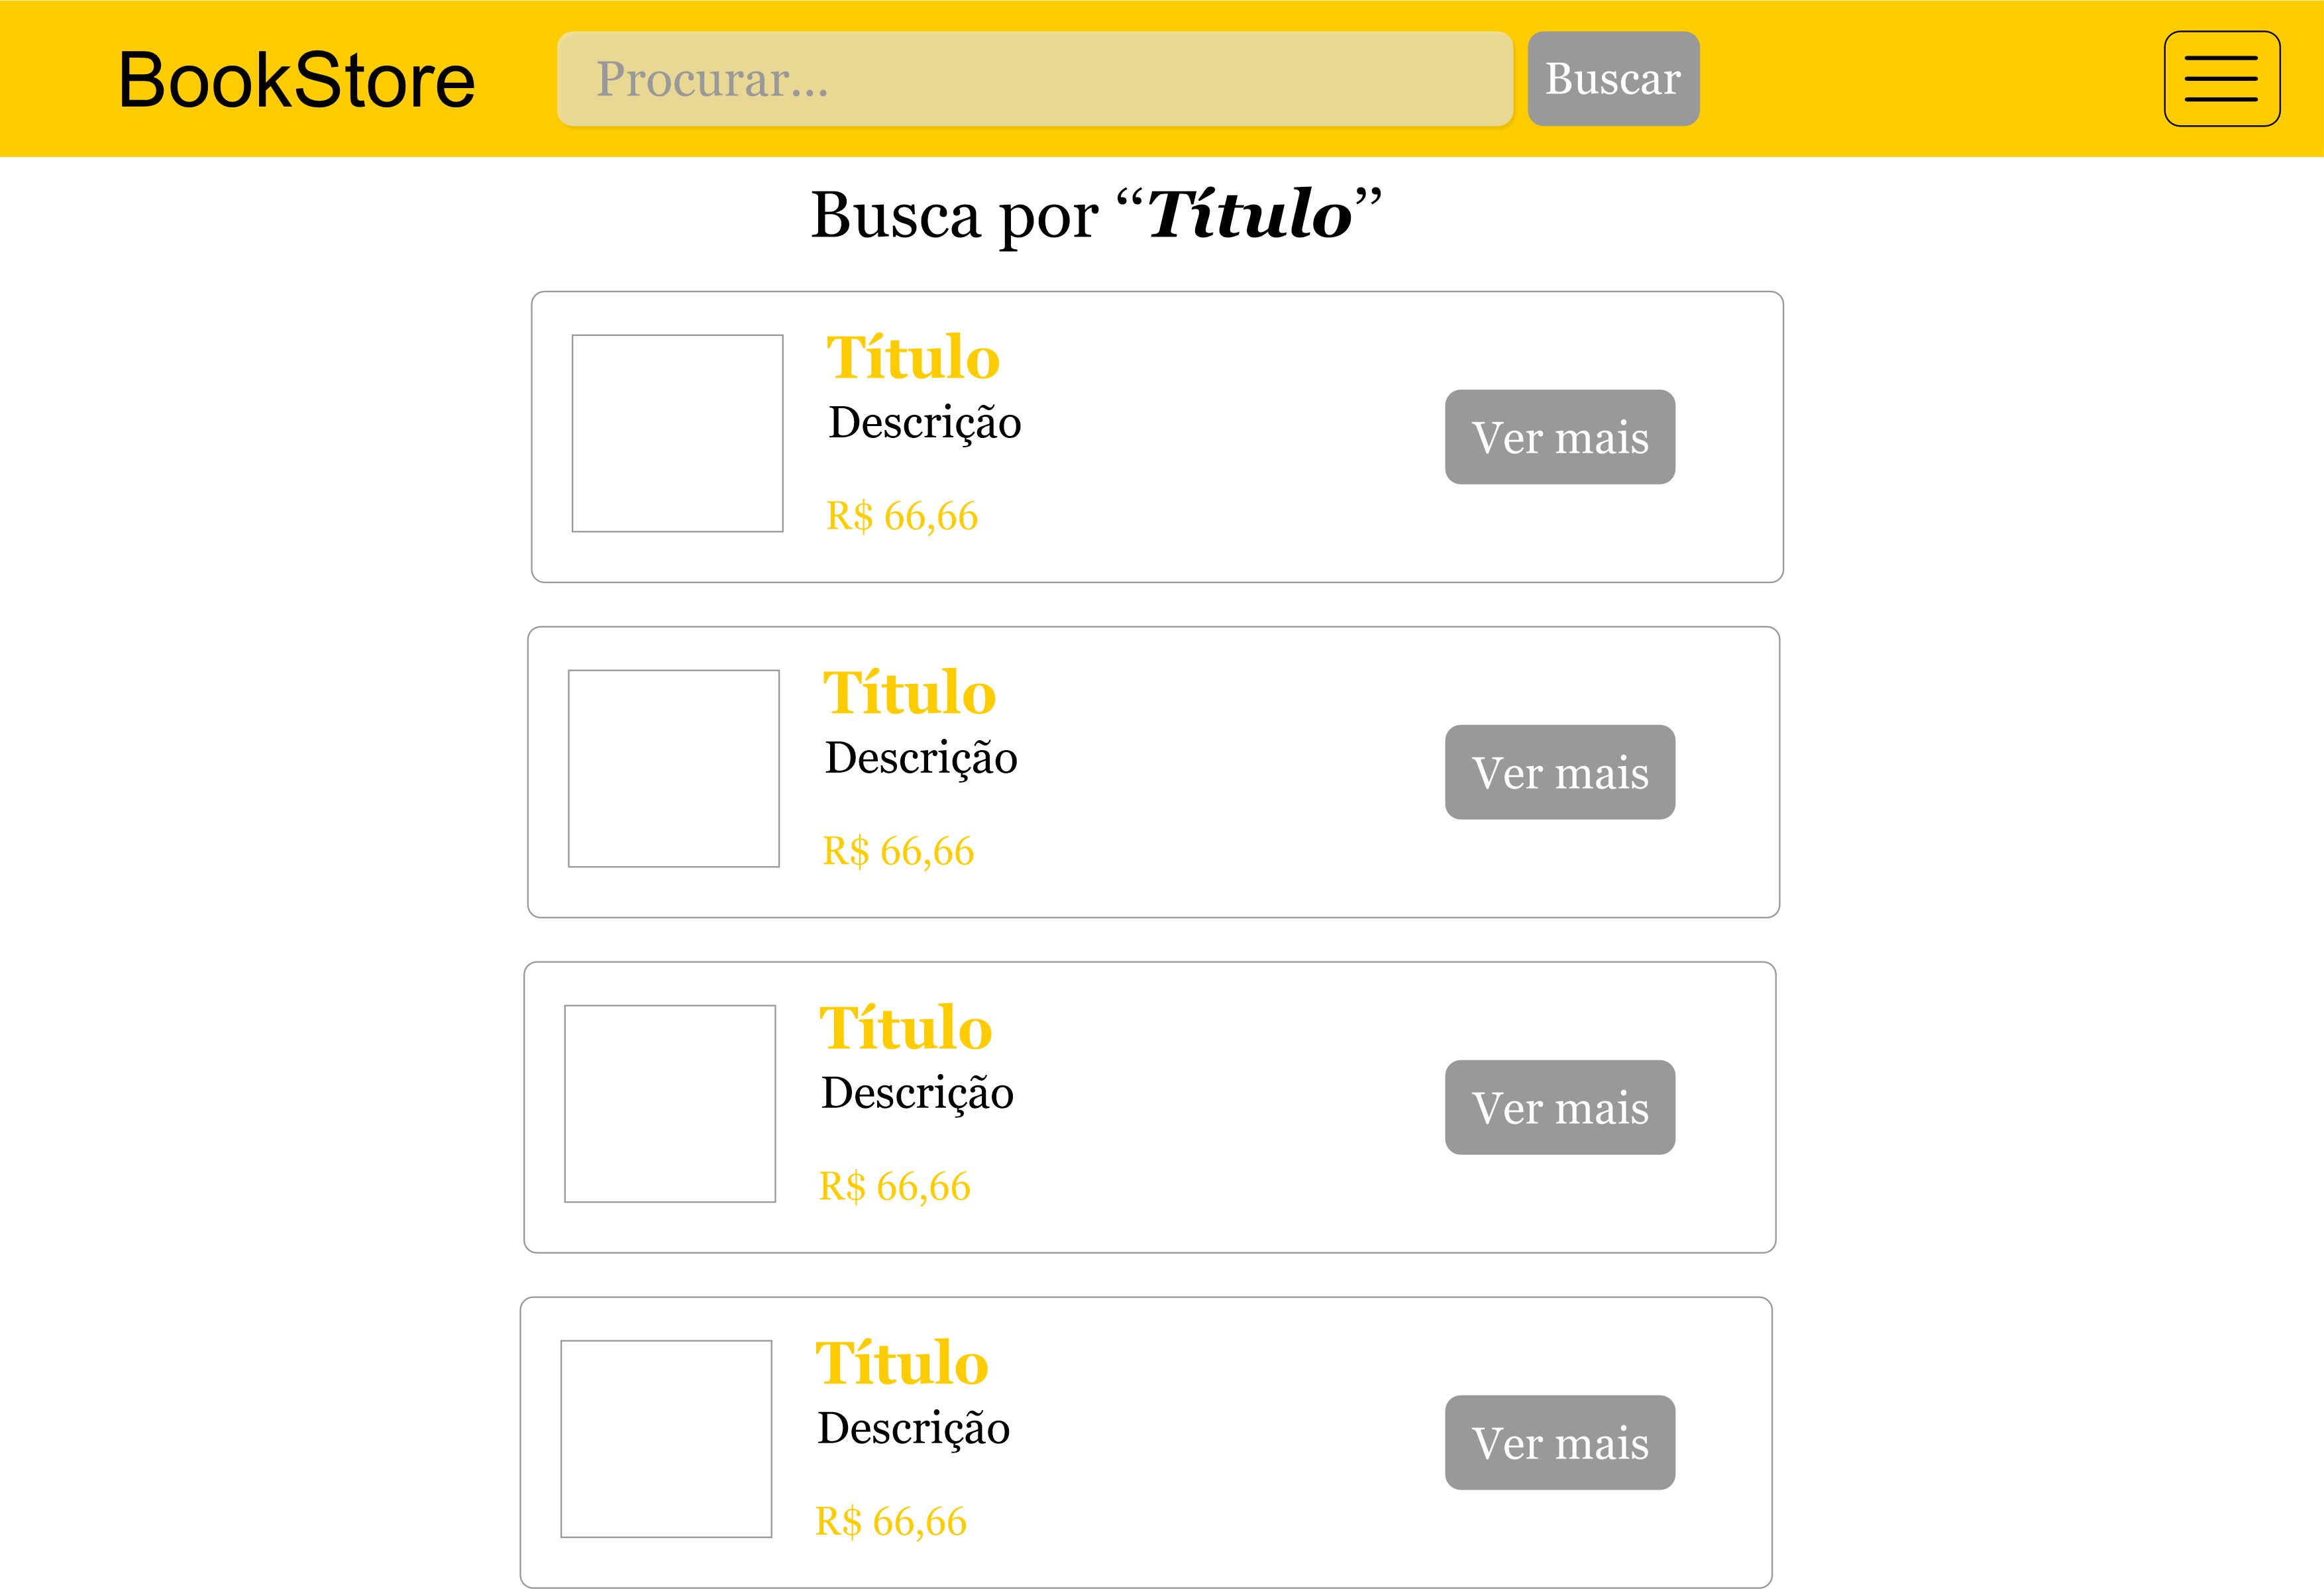 BookStore
Procurar...
Buscar
Busca por “Título”
Título
Descrição
Ver mais
R$ 66,66
Título
Descrição
Ver mais
R$ 66,66
Título
Descrição
Ver mais
R$ 66,66
Título
Descrição
Ver mais
R$ 66,66